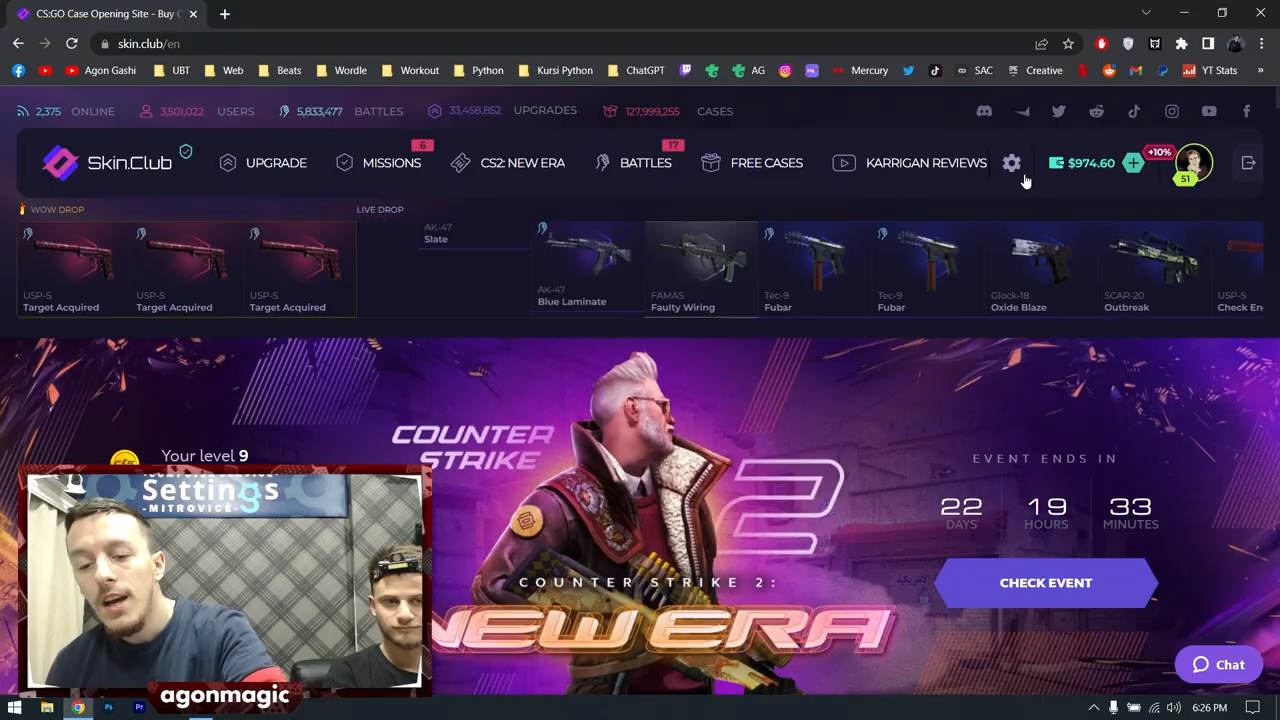 CS:GO Case Opening Site - Buy C
skin.club/en
Agon Gashi
UBT
Web
Beats
Wordle
Workout
Python
Kursi Python
ChatGPT
AG
Mercury
SAC
Creative
YT Stats
2,375 ONLINE
3,501,022 USERS
5,833,477 BATTLES
33,458,852 UPGRADES
127,999,255 CASES
Skin.Club
UPGRADE
MISSIONS
6
CS2: NEW ERA
BATTLES
17
FREE CASES
KARRIGAN REVIEWS
$974.60
+10%
51
WOW DROP
LIVE DROP
USP-S
Target Acquired
USP-S
Target Acquired
USP-S
Target Acquired
AK-47
Slate
AK-47
Blue Laminate
FAMAS
Faulty Wiring
Tec-9
Fubar
Tec-9
Fubar
Glock-18
Oxide Blaze
SCAR-20
Outbreak
USP-S
Check En
Your level 9
COUNTER
STRIKE
2
COUNTER STRIKE 2:
NEW ERA
EVENT ENDS IN
22 19 33
DAYS HOURS MINUTES
CHECK EVENT
Settings
-MITROVICË-
agonmagic
Chat
6:26 PM